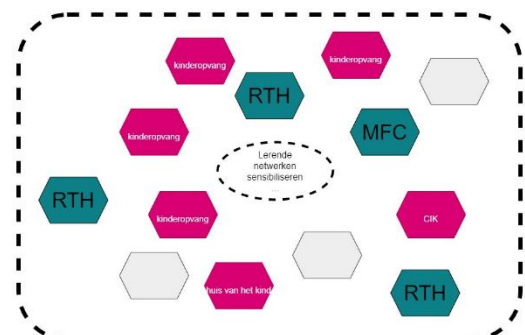 kinderopvang
kinderopvang
RTH
kinderopvang
MFC
Lerende
netwerken
sensibiliseren
...
RTH
kinderopvang
CIK
huis van het kind
RTH